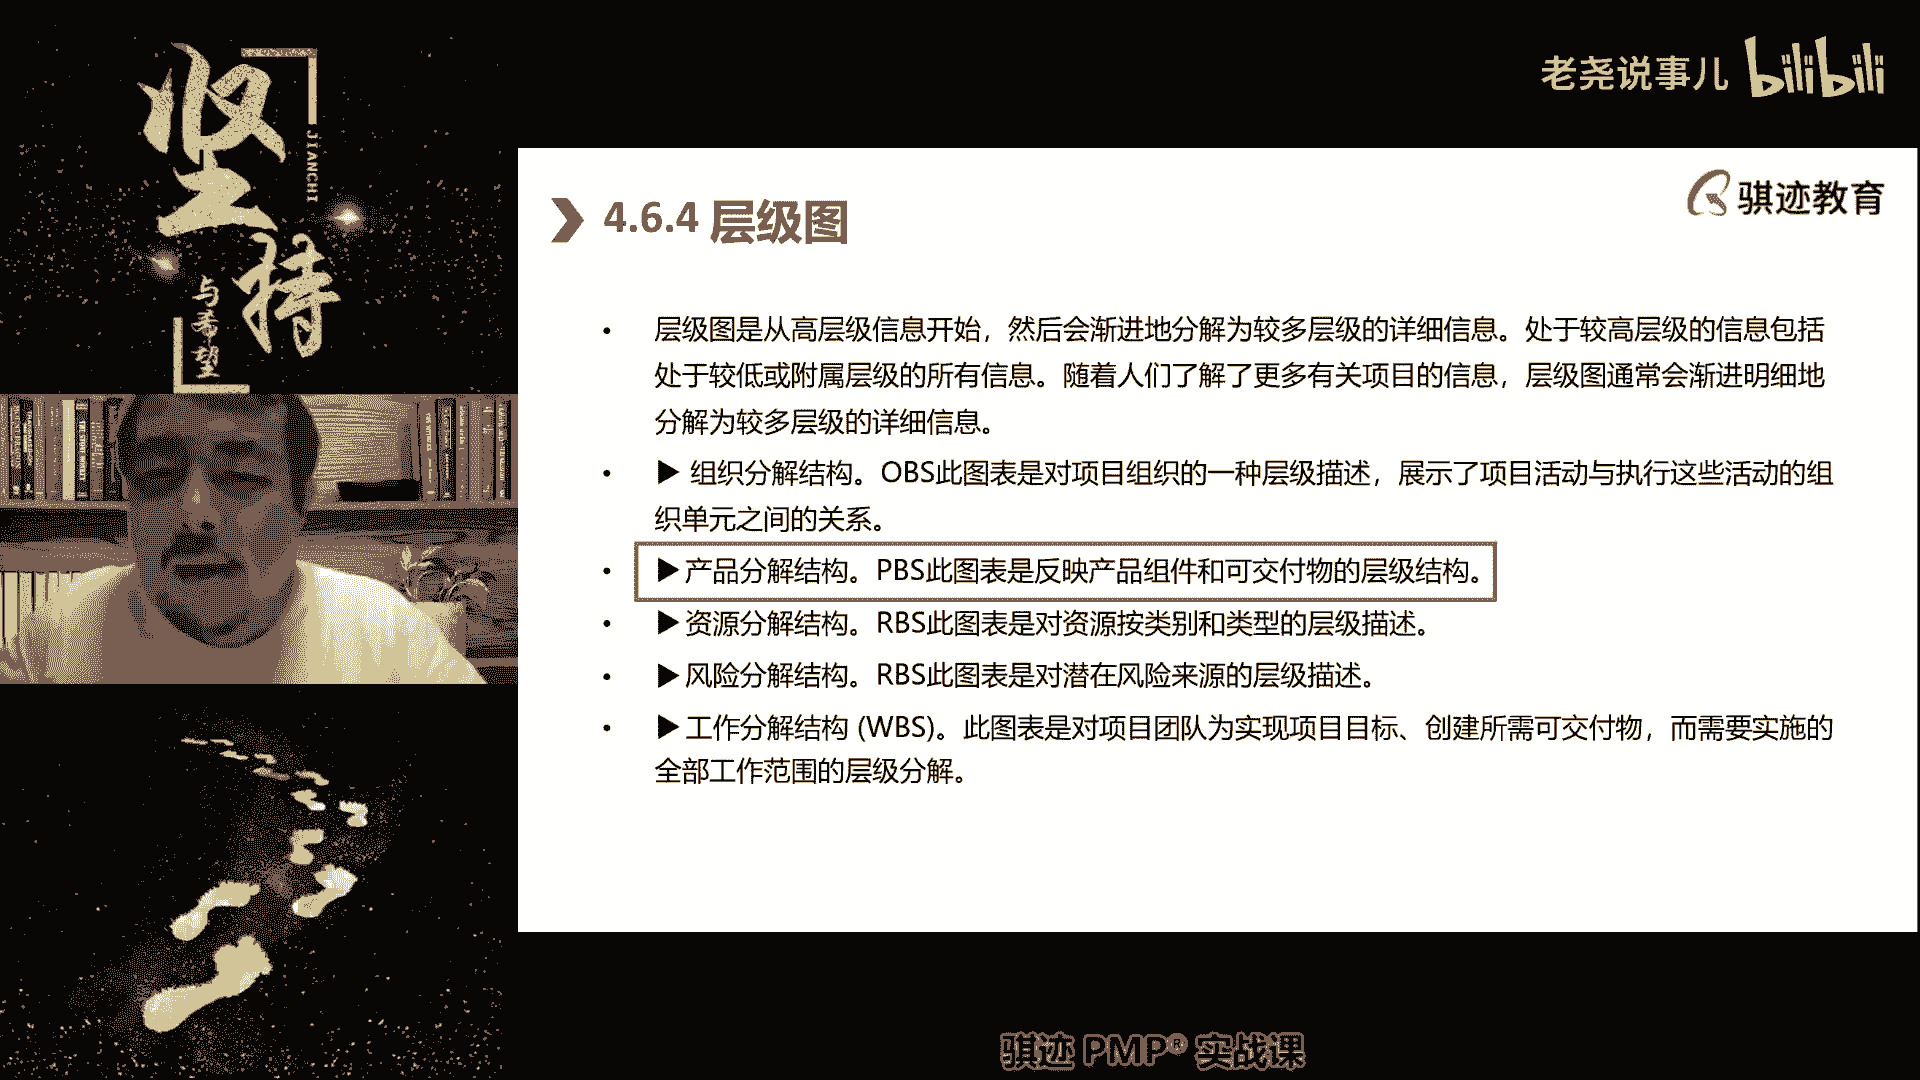 坚持
JIANCHI
与希望
老尧说事儿 bilibili
骐迹教育
4.6.4 层级图
• 层级图是从高层级信息开始，然后会渐进地分解为较多层级的详细信息。处于较高层级的信息包括
处于较低或附属层级的所有信息。随着人们了解了更多有关项目的信息，层级图通常会渐进明细地
分解为较多层级的详细信息。
• ▶ 组织分解结构。OBS此图表是对项目组织的一种层级描述，展示了项目活动与执行这些活动的组
织单元之间的关系。
• ▶产品分解结构。PBS此图表是反映产品组件和可交付物的层级结构。
• ▶资源分解结构。RBS此图表是对资源按类别和类型的层级描述。
• ▶风险分解结构。RBS此图表是对潜在风险来源的层级描述。
• ▶工作分解结构 (WBS)。此图表是对项目团队为实现项目目标、创建所需可交付物，而需要实施的
全部工作范围的层级分解。
骐迹 PMP® 实战课